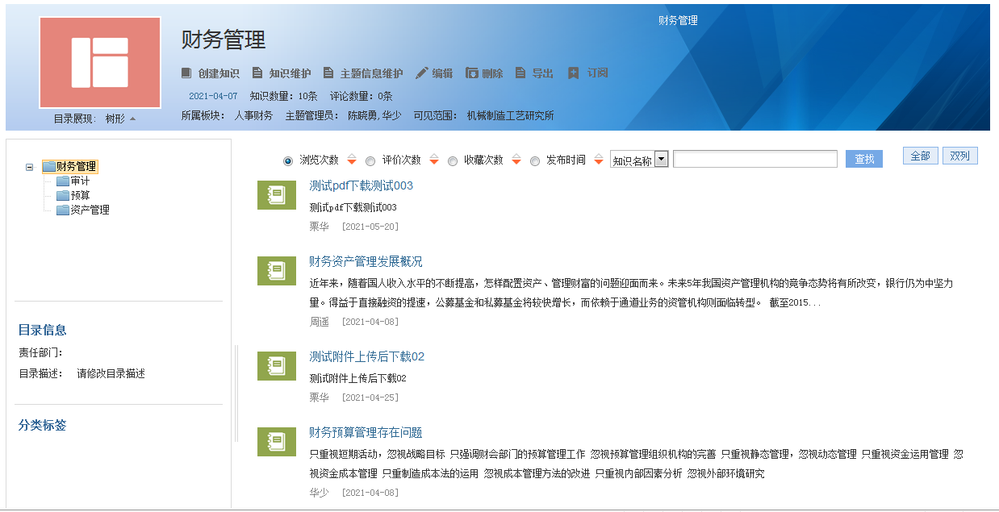 财务管理
财务管理
创建知识 知识维护 主题信息维护 编辑 删除 导出 订阅
2021-04-07 知识数量：10条 评论数量：0条
目录展现： 树形
所属板块： 人事财务 主题管理员： 陈晓勇,华少 可见范围： 机械制造工艺研究所
财务管理
审计
预算
资产管理
目录信息
责任部门：
目录描述： 请修改目录描述
分类标签
浏览次数 评价次数 收藏次数 发布时间 知识名称 查找 全部 双列
测试pdf下载测试003
测试pdf下载测试003
栗华 [2021-05-20]
财务资产管理发展概况
近年来，随着国人收入水平的不断提高，怎样配置资产、管理财富的问题迎面而来。未来5年我国资产管理机构的竞争态势将有所改变，银行仍为中坚力
量。得益于直接融资的提速，公募基金和私募基金将较快增长，而依赖于通道业务的资管机构则面临转型。 截至2015...
周遥 [2021-04-08]
测试附件上传后下载02
测试附件上传后下载02
栗华 [2021-04-25]
财务预算管理存在问题
只重视短期活动，忽视战略目标 只强调财会部门的预算管理工作 忽视预算管理组织机构的完善 只重视静态管理，忽视动态管理 只重视资金运用管理 忽
视资金成本管理 只重制造成本法的运用 忽视成本管理方法的改进 只重视内部因素分析 忽视外部环境研究
华少 [2021-04-08]